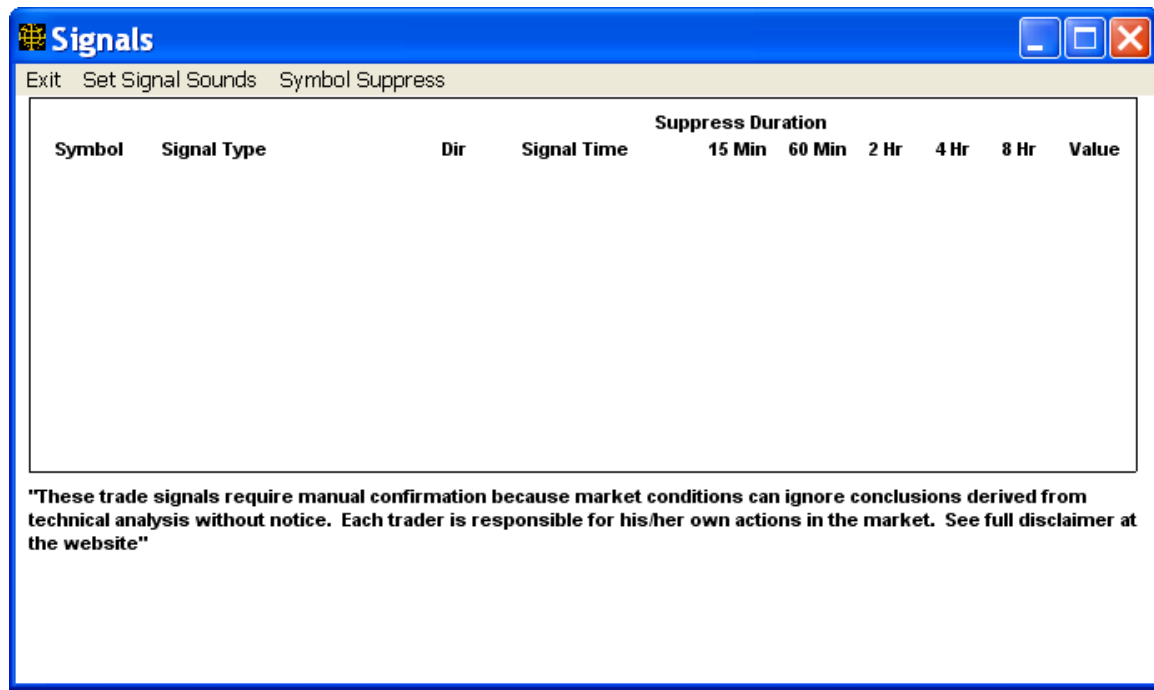 Signals
Exit Set Signal Sounds Symbol Suppress
Suppress Duration
Symbol Signal Type Dir Signal Time 15 Min 60 Min 2 Hr 4 Hr 8 Hr Value
"These trade signals require manual confirmation because market conditions can ignore conclusions derived from
technical analysis without notice.  Each trader is responsible for his/her own actions in the market.  See full disclaimer at
the website"